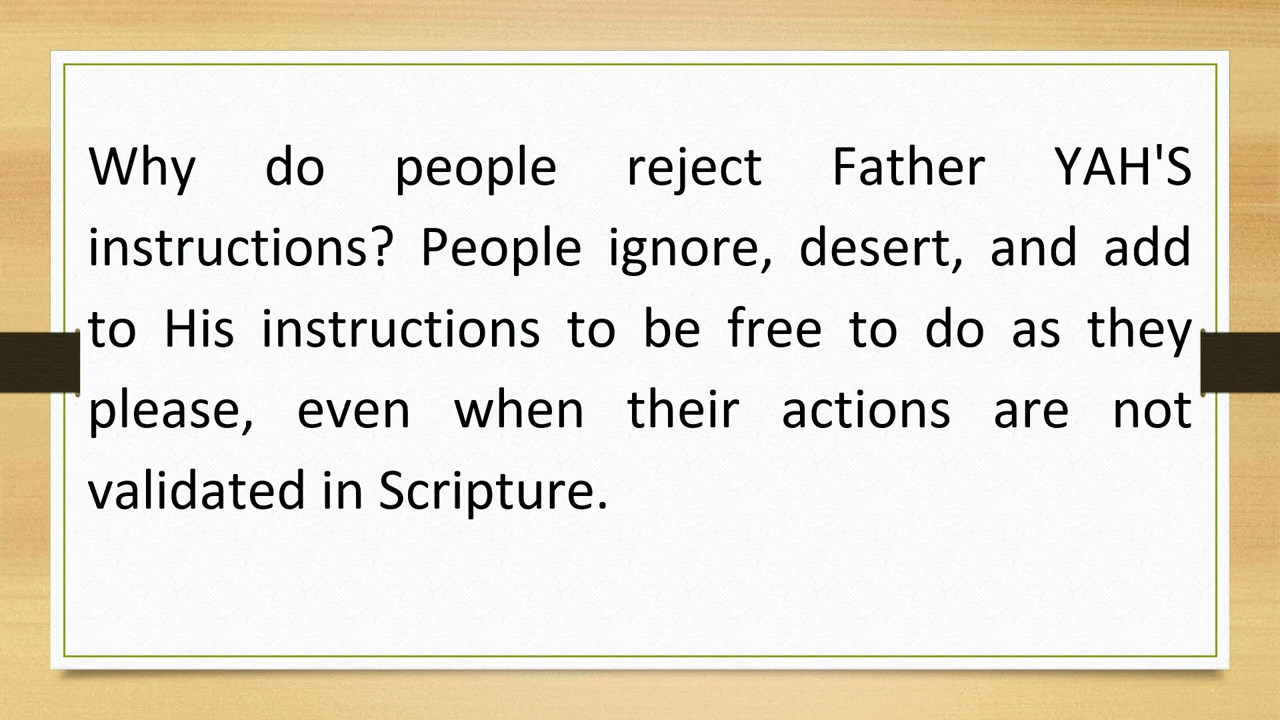 Why do people reject Father YAH'S
instructions? People ignore, desert, and add
to His instructions to be free to do as they
please, even when their actions are not
validated in Scripture.